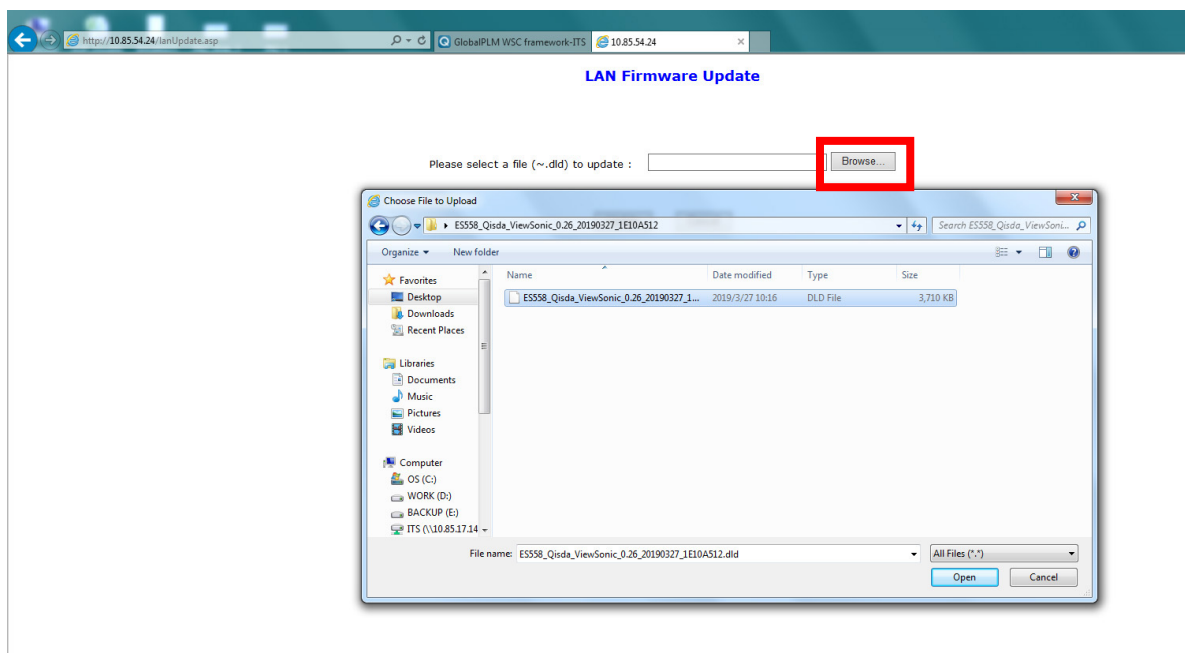 http://10.85.54.24/lanUpdate.asp
GlobalPLM WSC framework-ITS
10.85.54.24
LAN Firmware Update
Please select a file (~.dld) to update :
Browse...
Choose File to Upload
ES558_Qisda_ViewSonic_0.26_20190327_1E10A512
Search ES558_Qisda_ViewSoni...
Organize
New folder
Name Date modified Type Size
ES558_Qisda_ViewSonic_0.26_20190327_1... 2019/3/27 10:16 DLD File 3,710 KB
Favorites
Desktop
Downloads
Recent Places
Libraries
Documents
Music
Pictures
Videos
Computer
OS (C:)
WORK (D:)
BACKUP (E:)
ITS (\\10.85.17.14
File name: ES558_Qisda_ViewSonic_0.26_20190327_1E10A512.dld
All Files (*.*)
Open Cancel